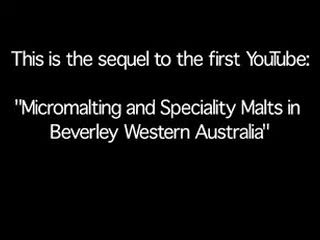 This is the sequel to the first YouTube:
"Micromalting and Speciality Malts in
Beverley Western Australia"